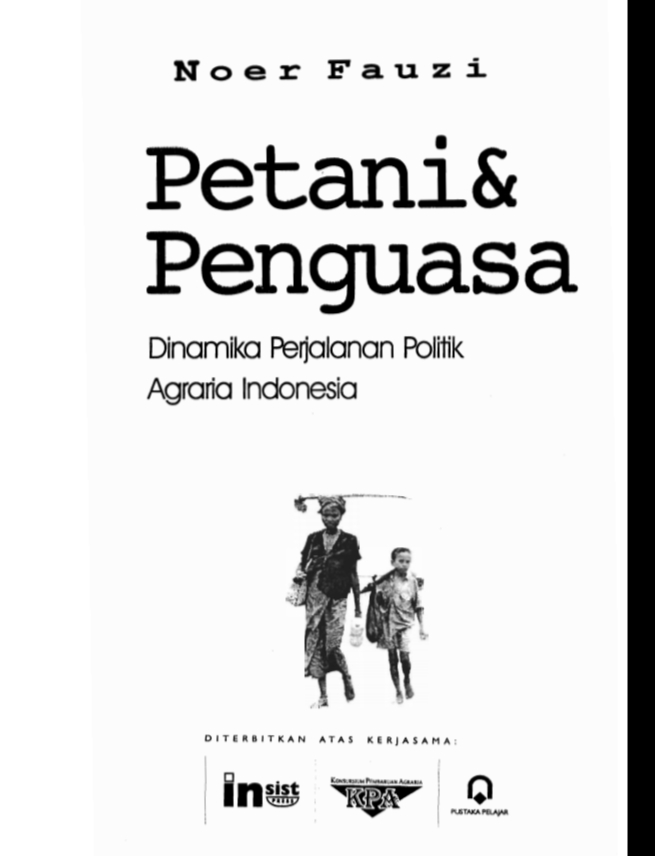 Noer Fauzi
Petani &
Penguasa
Dinamika Perjalanan Politik
Agraria Indonesia
DITERBITKAN ATAS KERJASAMA:
insist
PRESS
KONSORSIUM PEMBARUAN AGRARIA
KPA
PUSTAKA PELAJAR